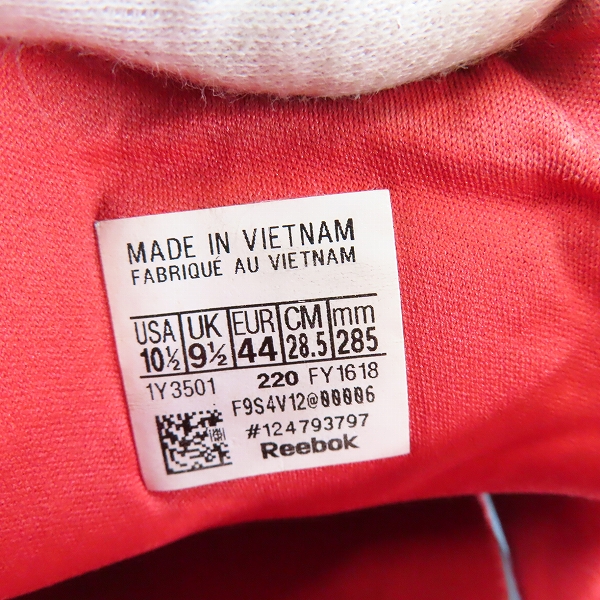 MADE IN VIETNAM
FABRIQUÉ AU VIETNAM
USA UK EUR CM mm
10½ 9½ 44 28.5 285
1Y3501 220 FY1618
F9S4V12@00006
#124793797
Reebok